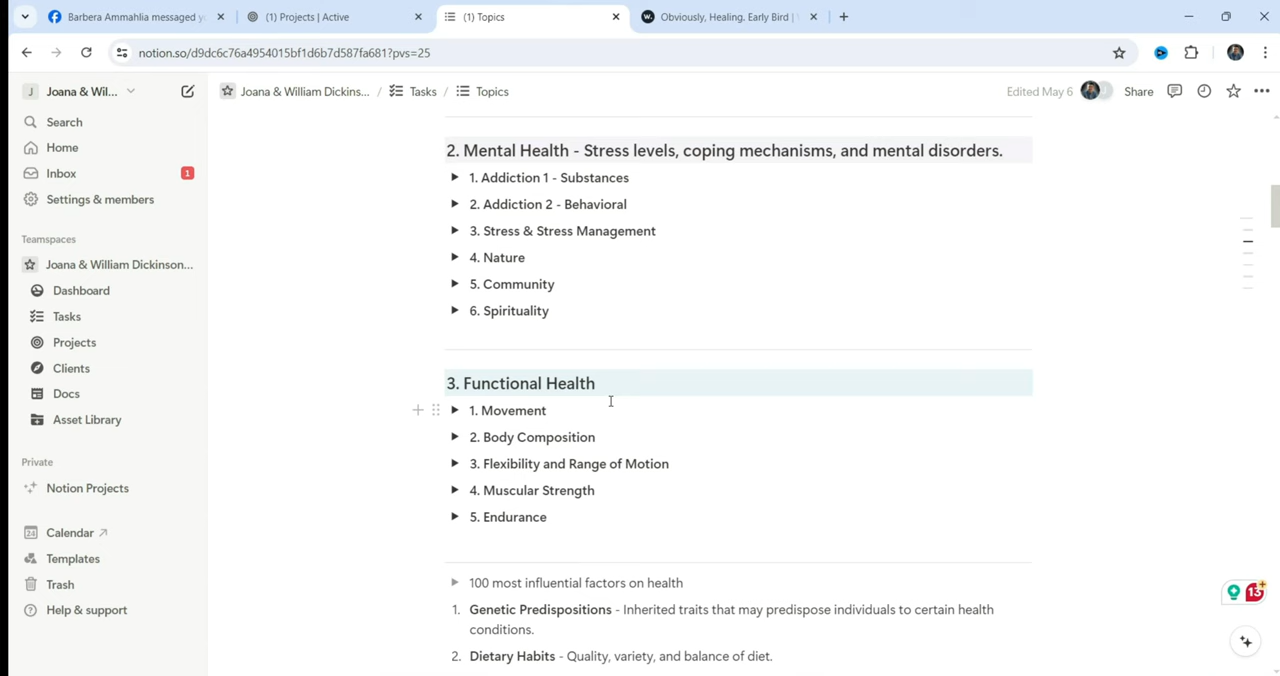 Barbera Ammahlia messaged y
(1) Projects | Active
(1) Topics
Obviously, Healing. Early Bird |
notion.so/d9dc6c76a4954015bf1d6b7d587fa681?pvs=25
J Joana & Wil...
Joana & William Dickins... / Tasks / Topics
Edited May 6
Share
Search
Home
Inbox 1
Settings & members
Teamspaces
Joana & William Dickinson...
Dashboard
Tasks
Projects
Clients
Docs
Asset Library
Private
Notion Projects
24 Calendar ↗
Templates
Trash
Help & support
2. Mental Health - Stress levels, coping mechanisms, and mental disorders.
1. Addiction 1 - Substances
2. Addiction 2 - Behavioral
3. Stress & Stress Management
4. Nature
5. Community
6. Spirituality
3. Functional Health
1. Movement
2. Body Composition
3. Flexibility and Range of Motion
4. Muscular Strength
5. Endurance
100 most influential factors on health
1. Genetic Predispositions - Inherited traits that may predispose individuals to certain health
conditions.
2. Dietary Habits - Quality, variety, and balance of diet.
13